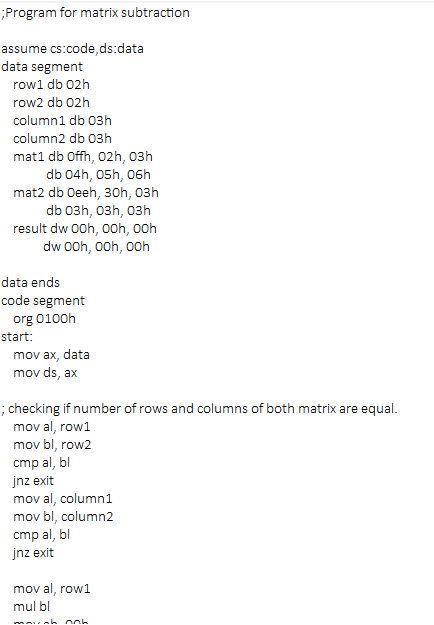 ;Program for matrix subtraction
assume cs:code,ds:data
data segment
row1 db 02h
row2 db 02h
column1 db 03h
column2 db 03h
mat1 db 0ffh, 02h, 03h
db 04h, 05h, 06h
mat2 db 0eeh, 30h, 03h
db 03h, 03h, 03h
result dw 00h, 00h, 00h
dw 00h, 00h, 00h
data ends
code segment
org 0100h
start:
mov ax, data
mov ds, ax
; checking if number of rows and columns of both matrix are equal.
mov al, row1
mov bl, row2
cmp al, bl
jnz exit
mov al, column1
mov bl, column2
cmp al, bl
jnz exit
mov al, row1
mul bl
mov ah, 00h